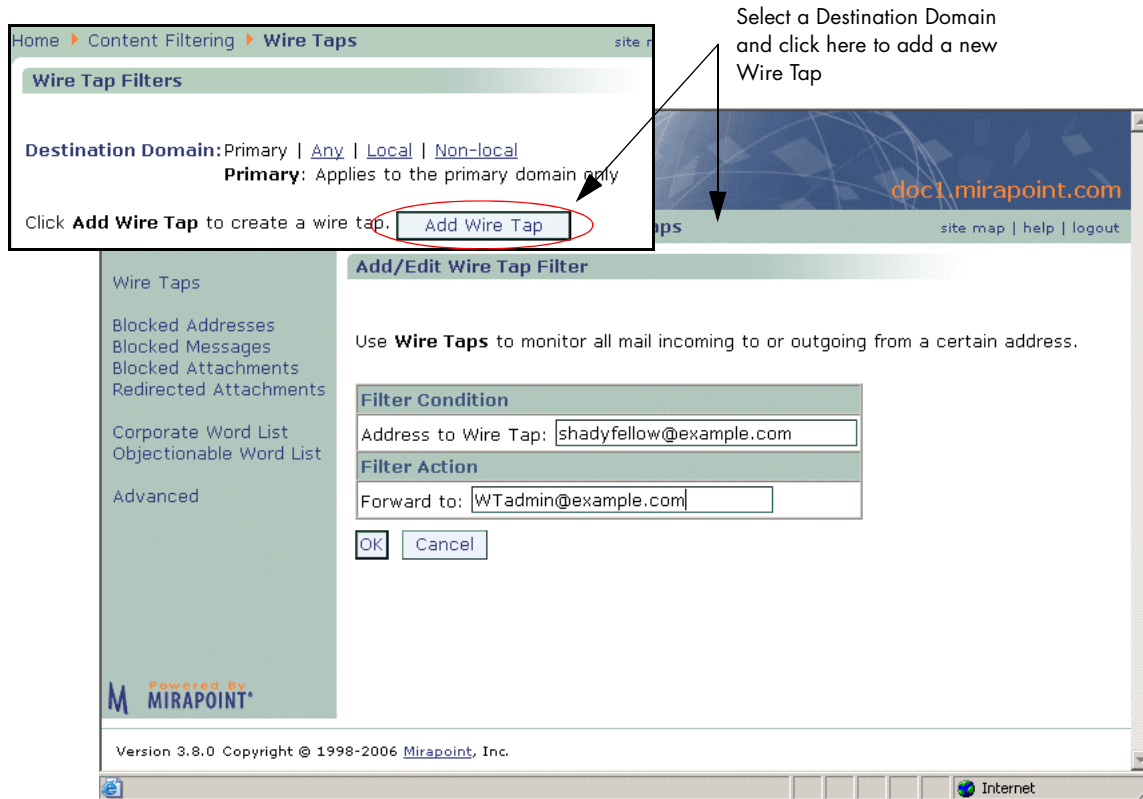 Select a Destination Domain
and click here to add a new
Wire Tap
Home Content Filtering Wire Taps site
Wire Tap Filters
Destination Domain: Primary | Any | Local | Non-local
Primary: Applies to the primary domain only
Click Add Wire Tap to create a wire tap. Add Wire Tap
doc1.mirapoint.com
site map | help | logout
Wire Taps
Blocked Addresses
Blocked Messages
Blocked Attachments
Redirected Attachments
Corporate Word List
Objectionable Word List
Advanced
Add/Edit Wire Tap Filter
Use Wire Taps to monitor all mail incoming to or outgoing from a certain address.
Filter Condition
Address to Wire Tap: shadyfellow@example.com
Filter Action
Forward to: WTadmin@example.com
OK Cancel
Powered By
M MIRAPOINT
Version 3.8.0 Copyright © 1998-2006 Mirapoint, Inc.
Internet